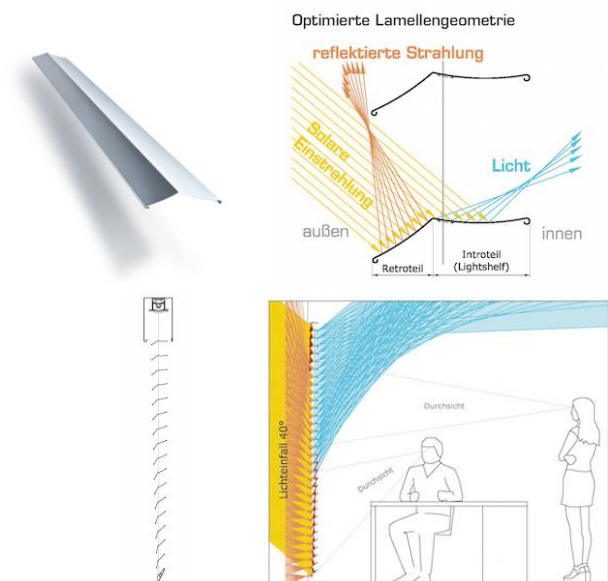 Optimierte Lamellengeometrie
reflektierte Strahlung
Solare
Einstrahlung
Licht
außen
innen
Retroteil
Introteil
(Lightshelf)
Lichteinfall 40°
Durchsicht
Durchsicht